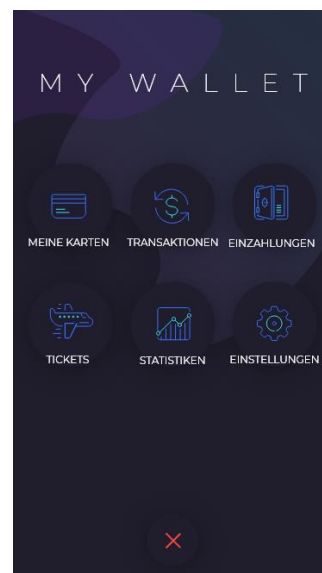 MY WALLET
MEINE KARTEN TRANSAKTIONEN EINZAHLUNGEN
TICKETS STATISTIKEN EINSTELLUNGEN